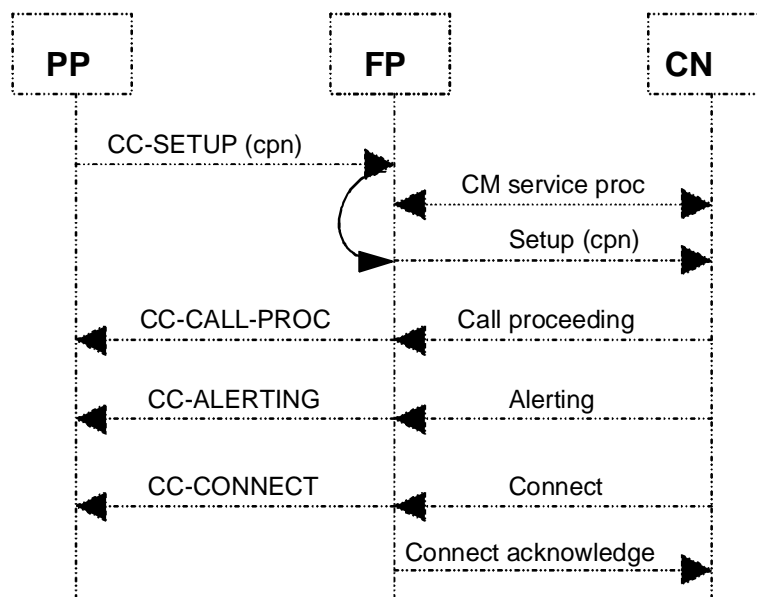 PP
FP
CN
CC-SETUP (cpn)
CM service proc
Setup (cpn)
CC-CALL-PROC
Call proceeding
CC-ALERTING
Alerting
CC-CONNECT
Connect
Connect acknowledge